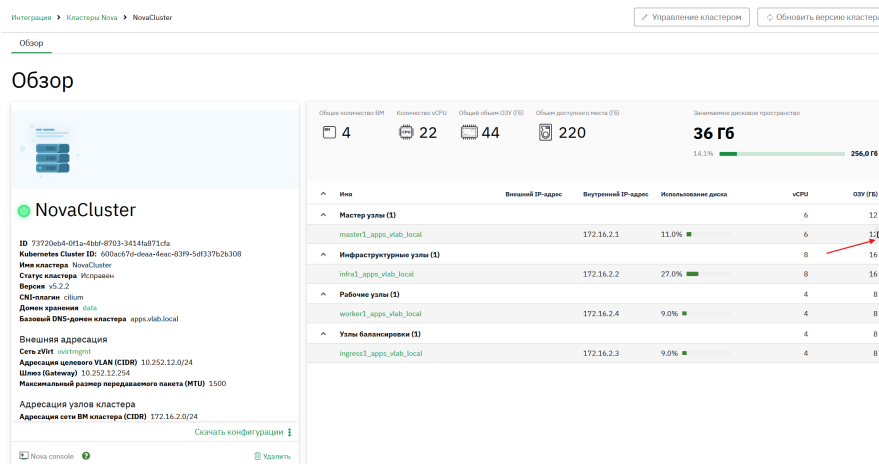 Интеграция > Кластеры Nova > NovaCluster
Управление кластером
Обновить версию кластера
Обзор
Обзор
NovaCluster
ID 73720eb4-0f1a-4bbf-8703-3414fa871cfa
Kubernetes Cluster ID: 600ac67d-deaa-4eac-83f9-5df337b2b308
Имя кластера NovaCluster
Статус кластера Исправен
Версия v5.2.2
CNI-плагин cilium
Домен хранения data
Базовый DNS-домен кластера apps.vlab.local
Внешняя адресация
Сеть zVirt ovirtmgmt
Адресация целевого VLAN (CIDR) 10.252.12.0/24
Шлюз (Gateway) 10.252.12.254
Максимальный размер передаваемого пакета (MTU) 1500
Адресация узлов кластера
Адресация сети ВМ кластера (CIDR) 172.16.2.0/24
Скачать конфигурации
Nova console ?
Удалить
Общее количество ВМ Количество vCPU Общий объем ОЗУ (Гб) Объем доступного места (Гб) Занимаемое дисковое пространство
4 22 44 220 36 Гб
14,1% 256,0 Гб
Имя Внешний IP-адрес Внутренний IP-адрес Использование диска vCPU ОЗУ (ГБ)
Мастер узлы (1) 6 12
master1_apps_vlab_local 172.16.2.1 11.0% 6 12
Инфраструктурные узлы (1) 8 16
infra1_apps_vlab_local 172.16.2.2 27.0% 8 16
Рабочие узлы (1) 4 8
worker1_apps_vlab_local 172.16.2.4 9.0% 4 8
Узлы балансировки (1) 4 8
ingress1_apps_vlab_local 172.16.2.3 9.0% 4 8